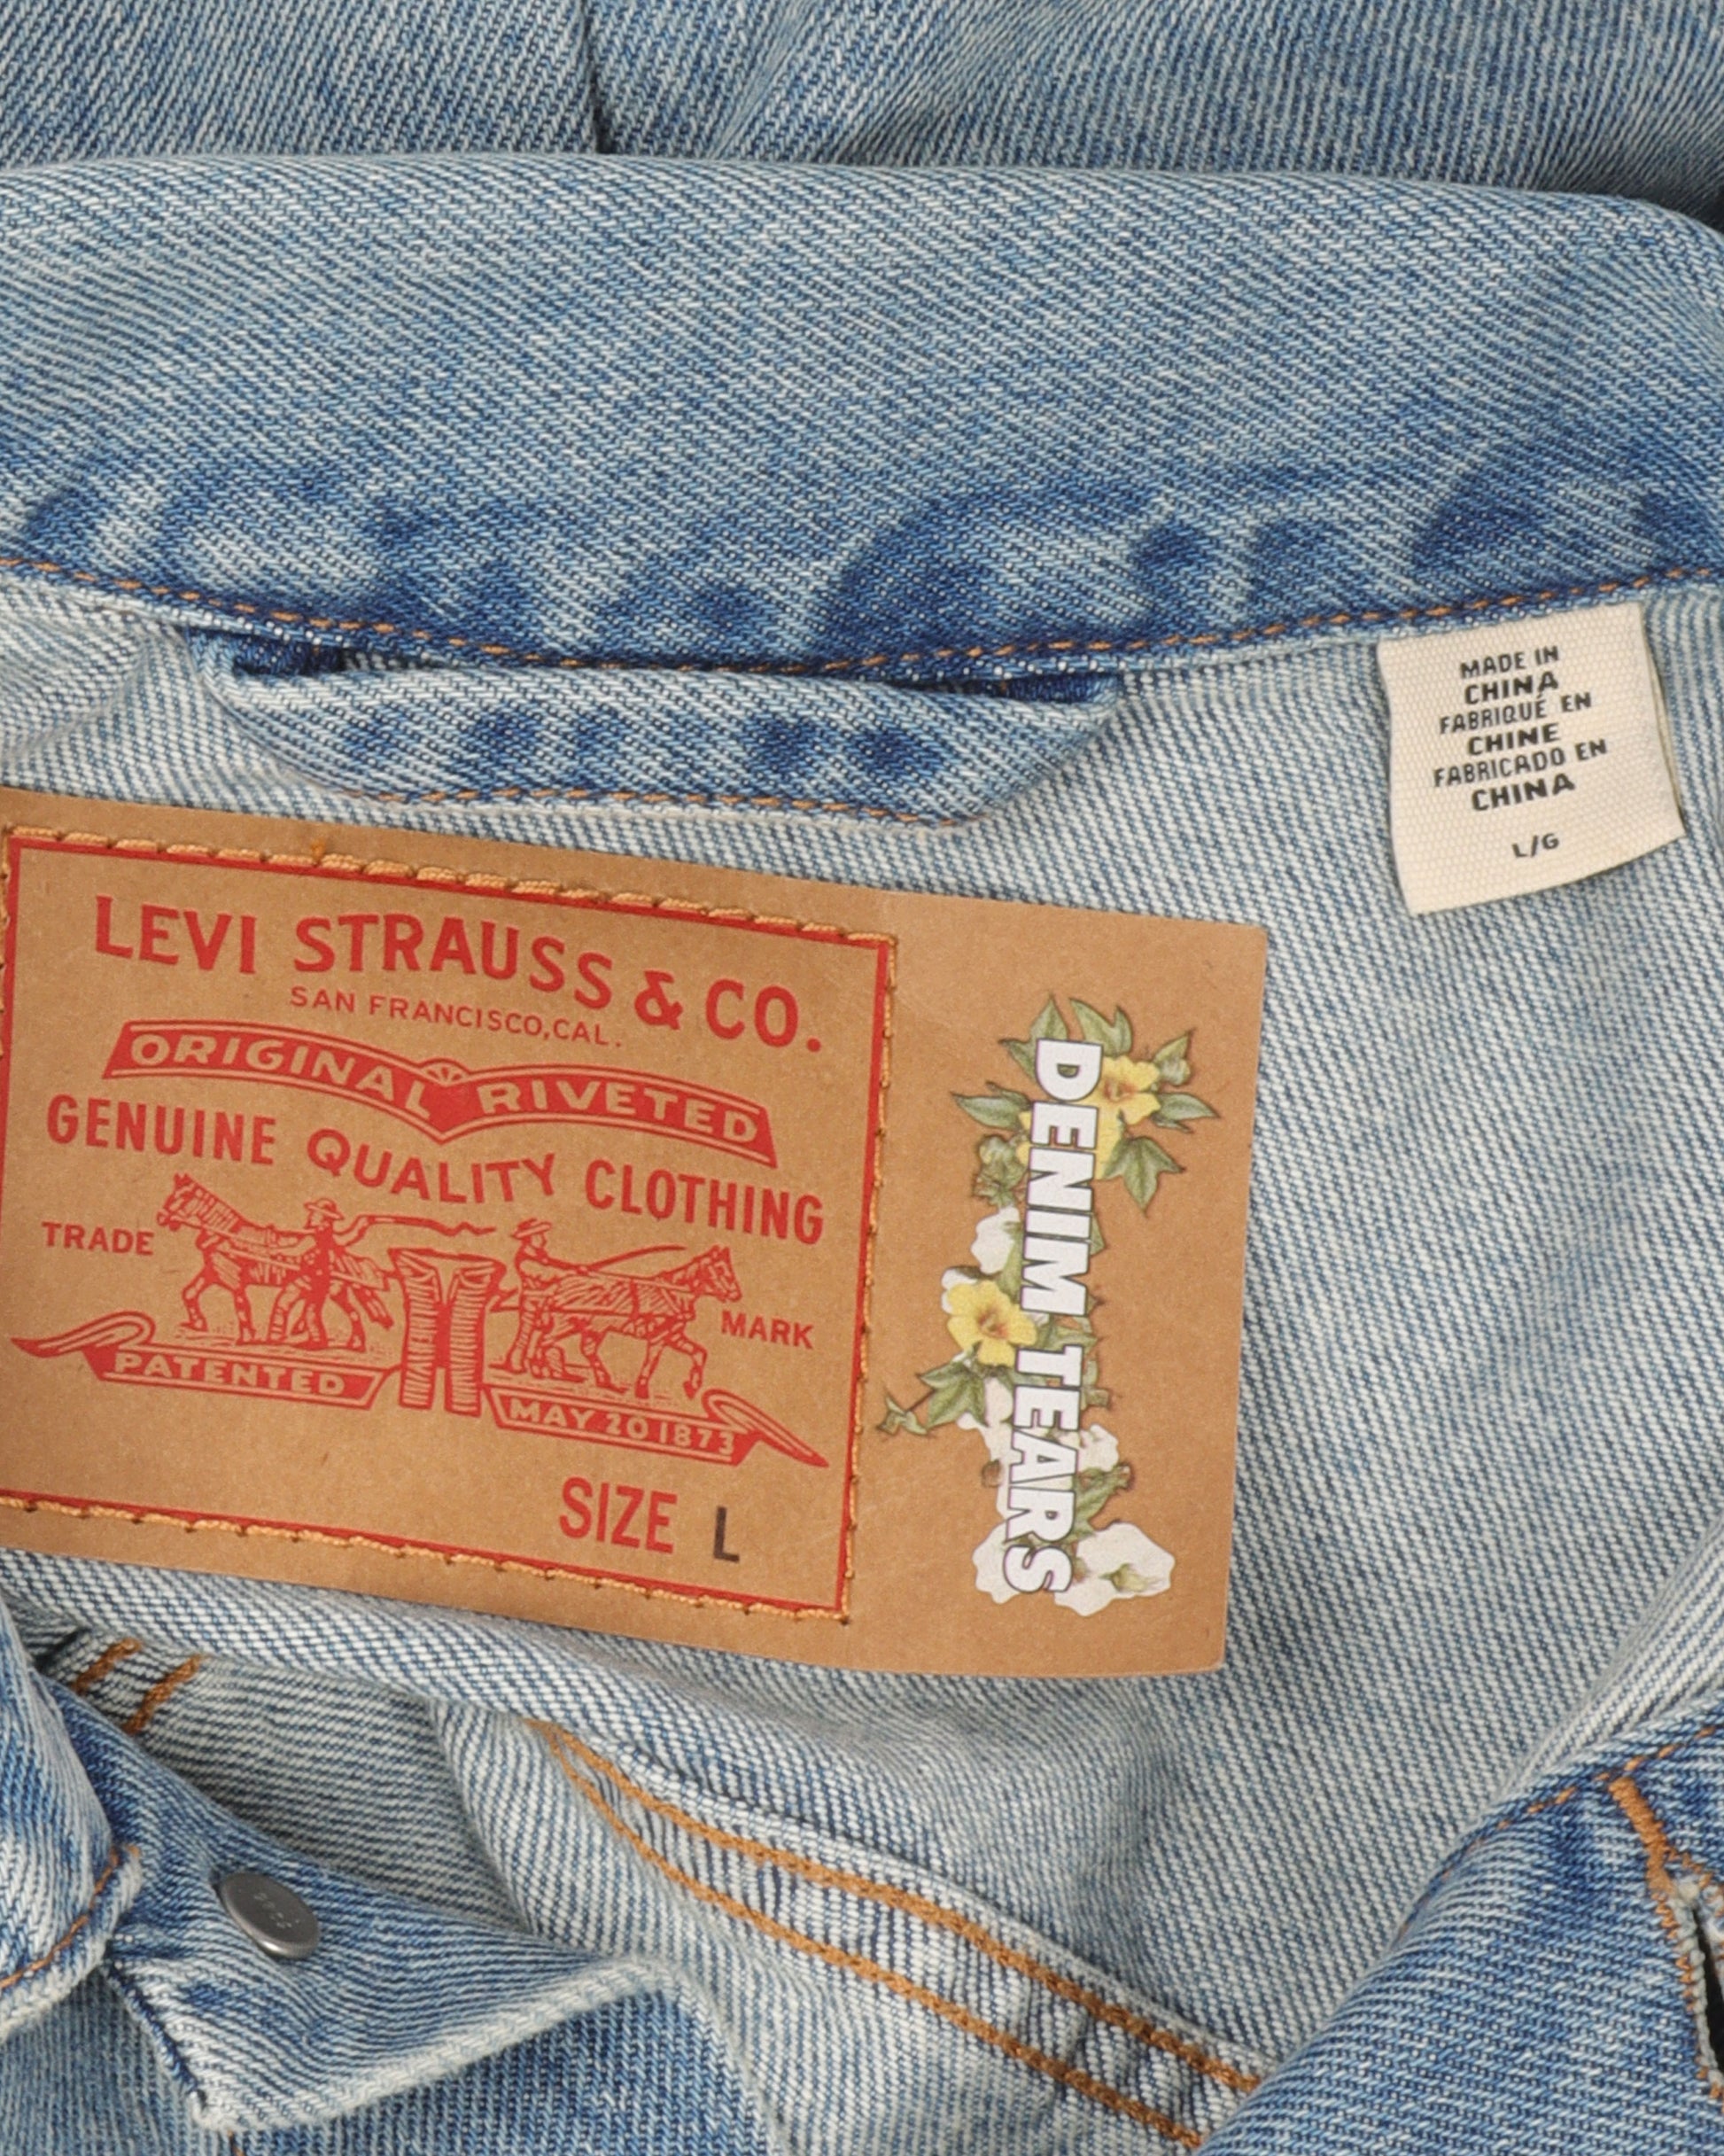 MADE IN
CHINA
FABRIQUÉ EN
CHINE
FABRICADO EN
CHINA
L/G
LEVI STRAUSS & CO.
SAN FRANCISCO, CAL.
ORIGINAL RIVETED
GENUINE QUALITY CLOTHING
TRADE MARK
PATENTED MAY 20 1873
SIZE L
DENIM TEARS